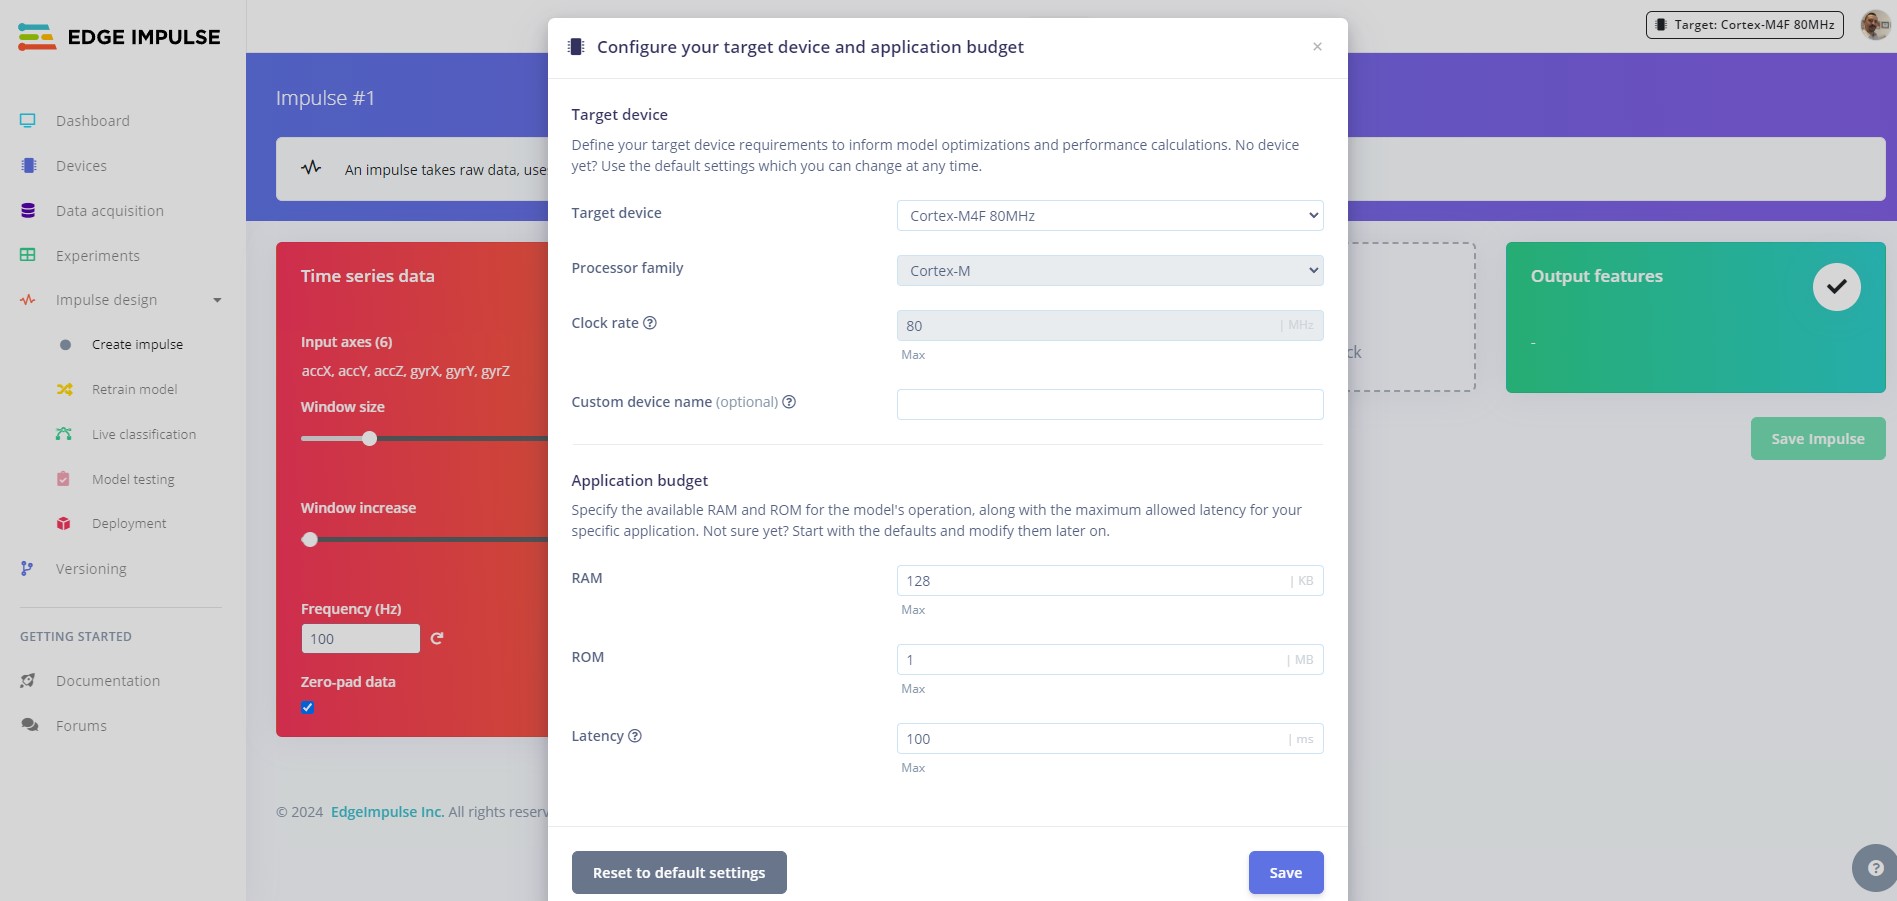 EDGE IMPULSE
Target: Cortex-M4F 80MHz
Dashboard
Devices
Data acquisition
Experiments
Impulse design
Create impulse
Retrain model
Live classification
Model testing
Deployment
Versioning
GETTING STARTED
Documentation
Forums
Impulse #1
An impulse takes raw data, use
Time series data
Input axes (6)
accX, accY, accZ, gyrX, gyrY, gyrZ
Window size
Window increase
Frequency (Hz)
100
Zero-pad data
© 2024 EdgeImpulse Inc. All rights reserv
Configure your target device and application budget
×
Target device
Define your target device requirements to inform model optimizations and performance calculations. No device
yet? Use the default settings which you can change at any time.
Target device
Cortex-M4F 80MHz
Processor family
Cortex-M
Clock rate ?
80 | MHz
Max
Custom device name (optional) ?
Application budget
Specify the available RAM and ROM for the model's operation, along with the maximum allowed latency for your
specific application. Not sure yet? Start with the defaults and modify them later on.
RAM
128 | KB
Max
ROM
1 | MB
Max
Latency ?
100 | ms
Max
Reset to default settings
Save
ck
Output features
-
Save Impulse
?